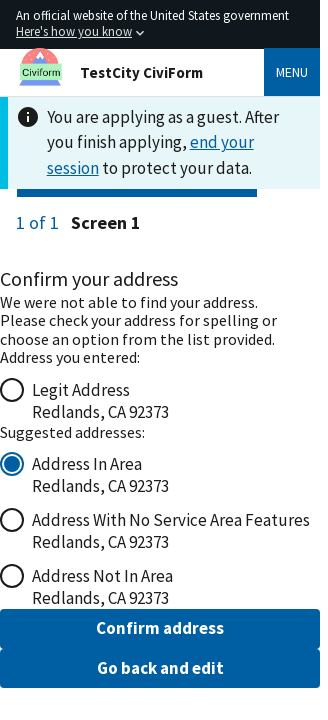 An official website of the United States government
Here's how you know
Civiform
TestCity CiviForm
MENU
You are applying as a guest. After
you finish applying, end your
session to protect your data.
1 of 1 Screen 1
Confirm your address
We were not able to find your address.
Please check your address for spelling or
choose an option from the list provided.
Address you entered:
Legit Address
Redlands, CA 92373
Suggested addresses:
Address In Area
Redlands, CA 92373
Address With No Service Area Features
Redlands, CA 92373
Address Not In Area
Redlands, CA 92373
Confirm address
Go back and edit